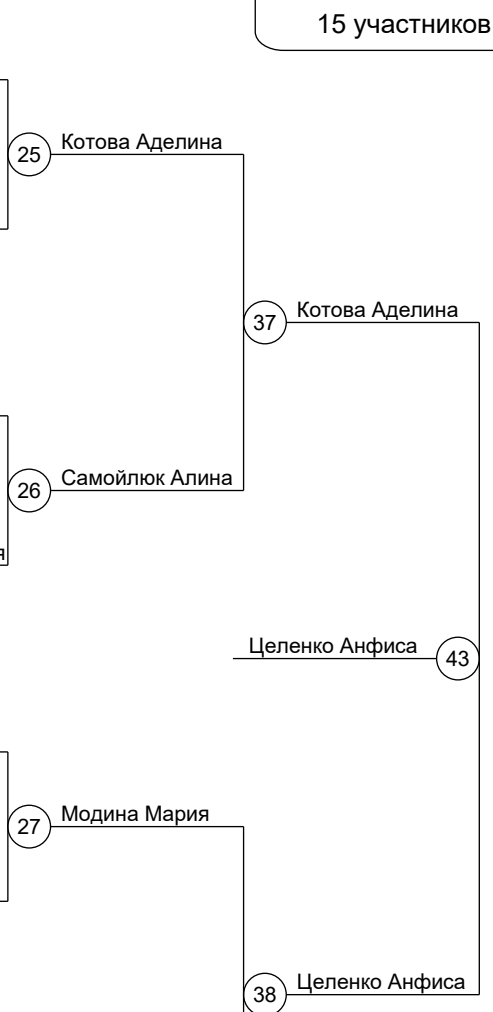 15 участников
25 Котова Аделина
37 Котова Аделина
26 Самойлюк Алина
я
Целенко Анфиса 43
27 Модина Мария
38 Целенко Анфиса